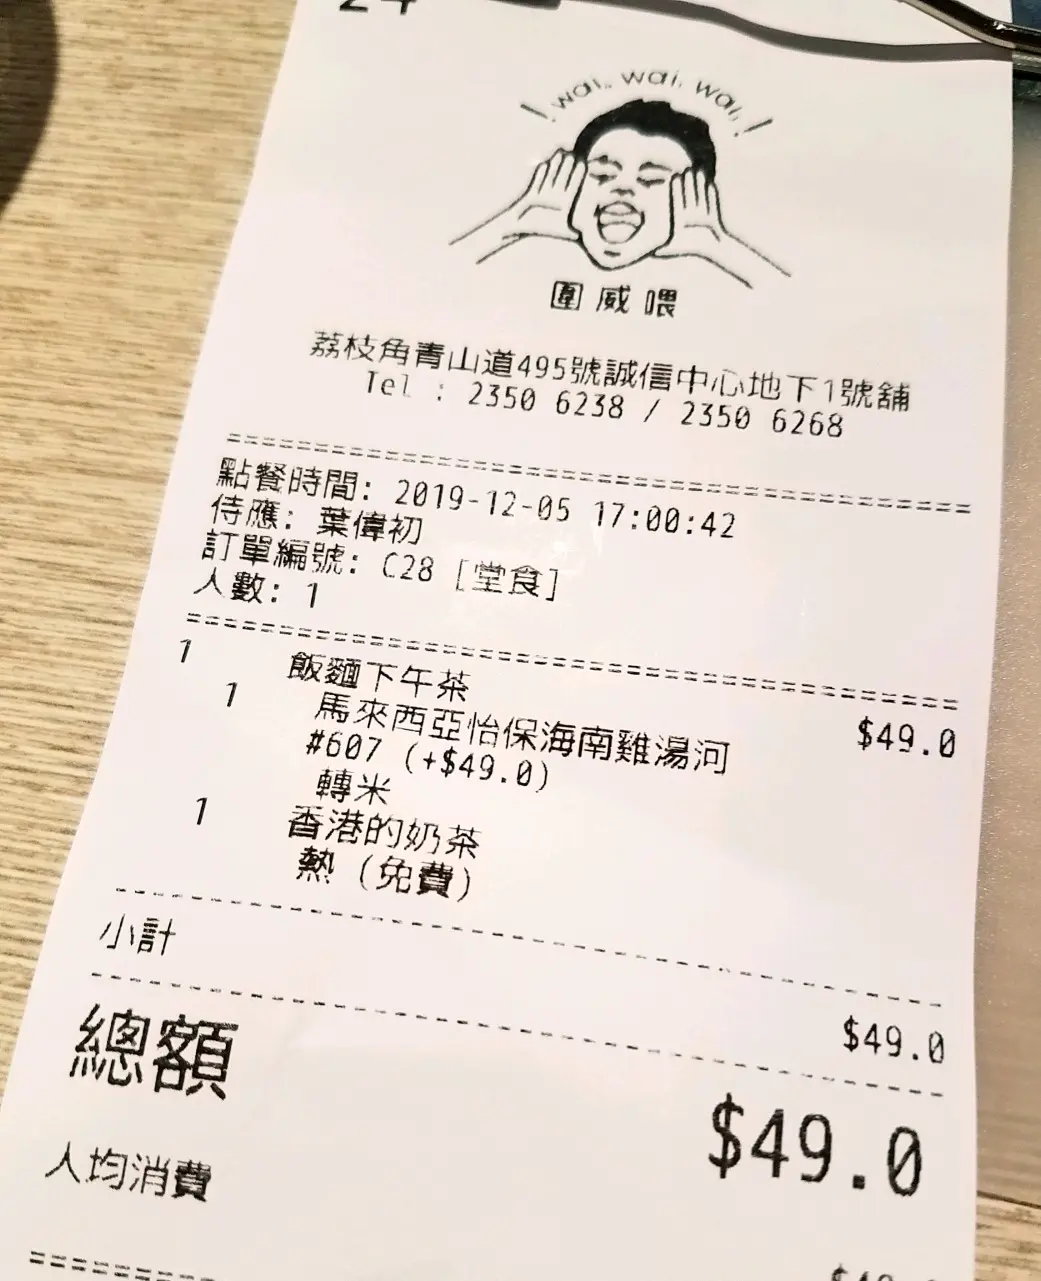 24
wai.. wai. wai.
圍威喂
荔枝角青山道495號誠信中心地下1號舖
Tel : 2350 6238 / 2350 6268
點餐時間: 2019-12-05 17:00:42
侍應: 葉偉初
訂單編號: C28 [堂食]
人數: 1
1 飯麵下午茶 $49.0
1 馬來西亞怡保海南雞湯河
#607 (+$49.0)
轉米
1 香港的奶茶
熱 (免費)
小計 $49.0
總額 $49.0
人均消費